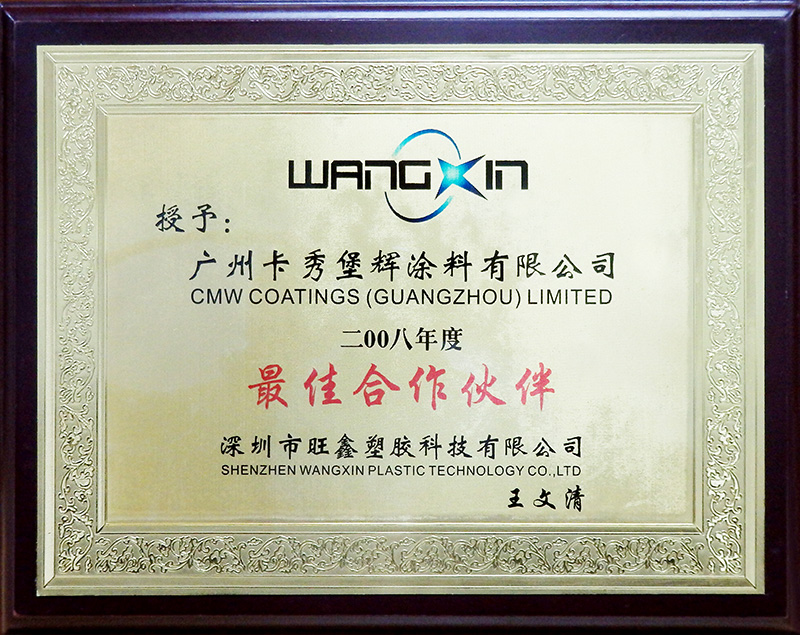 WANGXIN
授予：
广州卡秀堡辉涂料有限公司
CMW COATINGS (GUANGZHOU) LIMITED
二00八年度
最佳合作伙伴
深圳市旺鑫塑胶科技有限公司
SHENZHEN WANGXIN PLASTIC TECHNOLOGY CO.,LTD
王文清